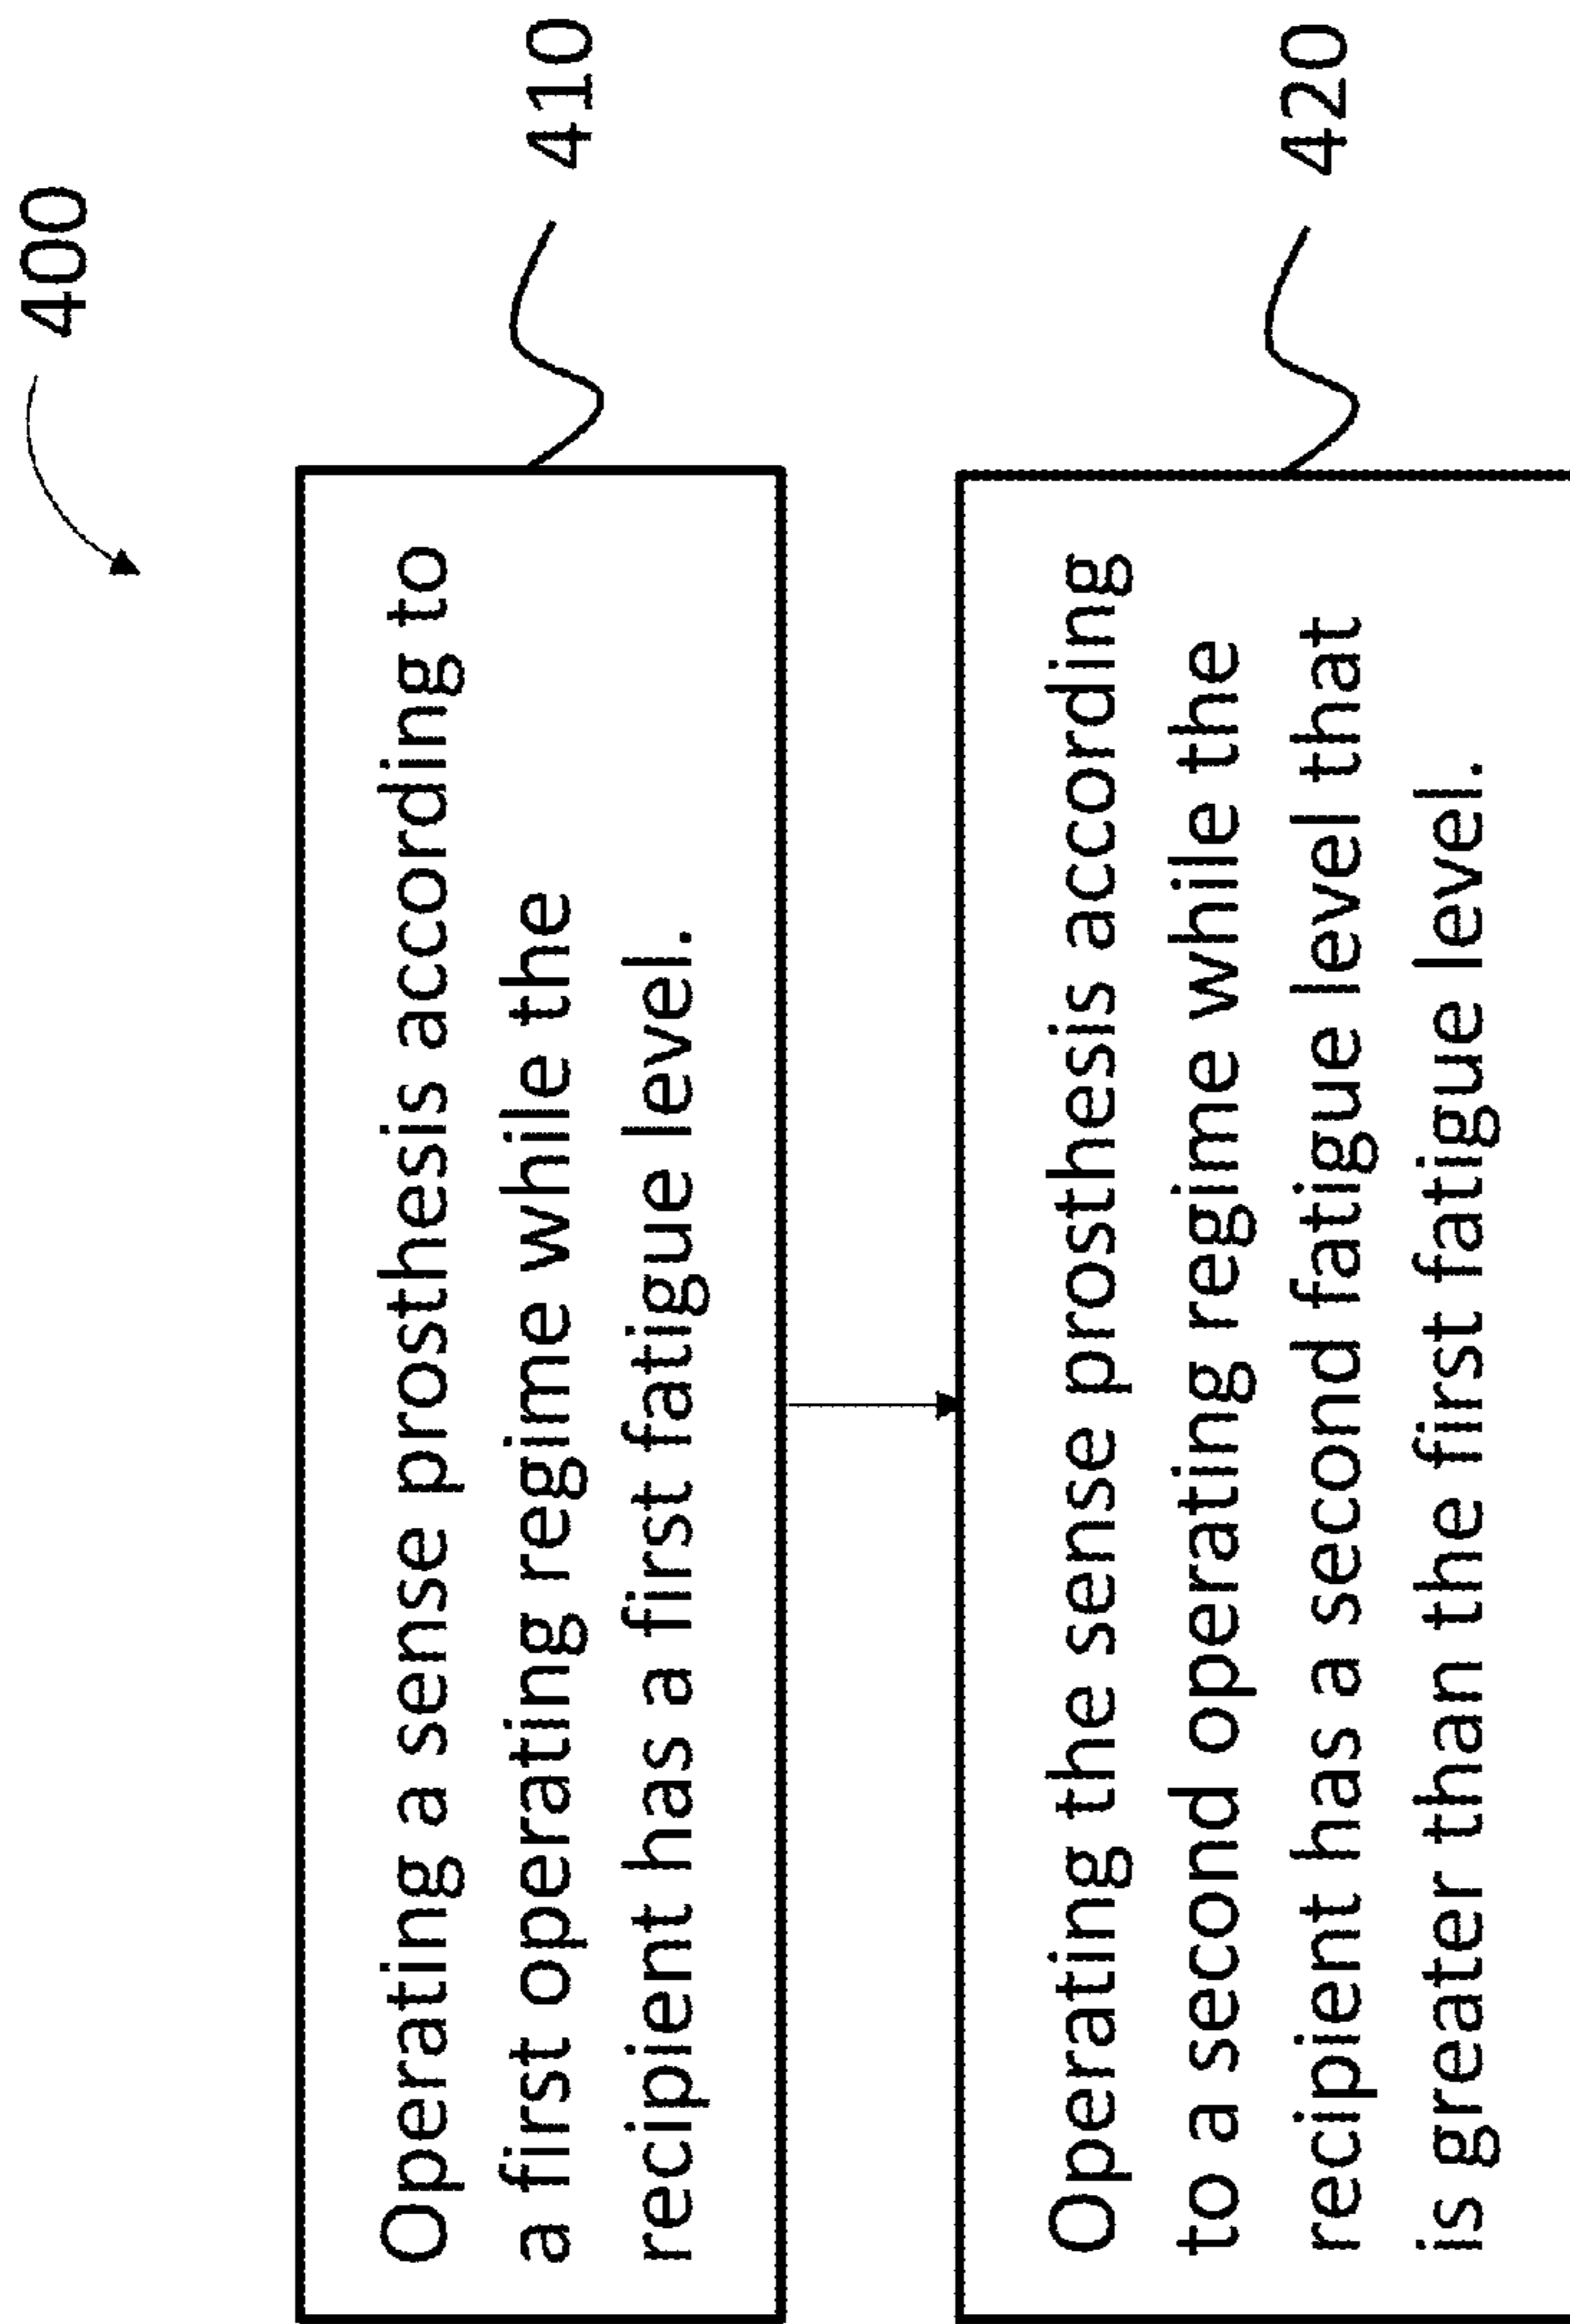 400
Operating a sense prosthesis according to
a first operating regime while the
recipient has a first fatigue level.
410
Operating the sense prosthesis according
to a second operating regime while the
recipient has a second fatigue level that
is greater than the first fatigue level.
420